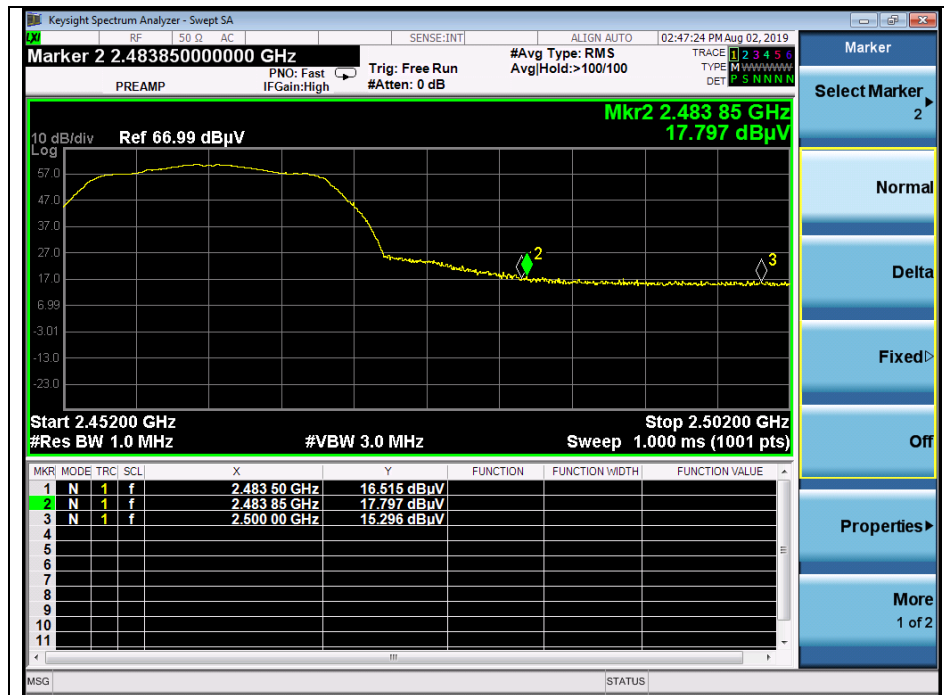 Keysight Spectrum Analyzer - Swept SA
LXI RF 50 Ω AC SENSE:INT ALIGN AUTO 02:47:24 PM Aug 02, 2019
Marker 2 2.483850000000 GHz
PREAMP
PNO: Fast
IFGain:High
Trig: Free Run
#Atten: 0 dB
#Avg Type: RMS
Avg|Hold:>100/100
TRACE 1 2 3 4 5 6
TYPE M W W W W W
DET P S N N N N
Mkr2 2.483 85 GHz
17.797 dBµV
10 dB/div Ref 66.99 dBµV
Log
57.0
47.0
37.0
27.0
17.0
6.99
-3.01
-13.0
-23.0
2
3
Start 2.45200 GHz Stop 2.50200 GHz
#Res BW 1.0 MHz #VBW 3.0 MHz Sweep 1.000 ms (1001 pts)
MKR MODE TRC SCL X Y FUNCTION FUNCTION WIDTH FUNCTION VALUE
1 N 1 f 2.483 50 GHz 16.515 dBµV
2 N 1 f 2.483 85 GHz 17.797 dBµV
3 N 1 f 2.500 00 GHz 15.296 dBµV
4
5
6
7
8
9
10
11
MSG STATUS
Marker
Select Marker
2
Normal
Delta
Fixed
Off
Properties
More
1 of 2